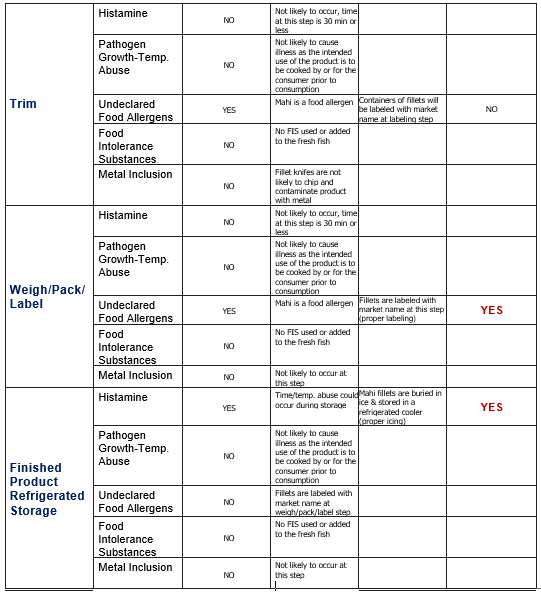 Trim
Histamine
NO
Not likely to occur, time
at this step is 30 min or
less
Pathogen
Growth-Temp.
Abuse
NO
Not likely to cause
illness as the intended
use of the product is to
be cooked by or for the
consumer prior to
consumption
Undeclared
Food Allergens
YES
Mahi is a food allergen
Containers of fillets will
be labeled with market
name at labeling step
NO
Food
Intolerance
Substances
NO
No FIS used or added
to the fresh fish
Metal Inclusion
NO
Fillet knifes are not
likely to chip and
contaminate product
with metal
Weigh/Pack/
Label
Histamine
NO
Not likely to occur, time
at this step is 30 min or
less
Pathogen
Growth-Temp.
Abuse
NO
Not likely to cause
illness as the intended
use of the product is to
be cooked by or for the
consumer prior to
consumption
Undeclared
Food Allergens
YES
Mahi is a food allergen
Fillets are labeled with
market name at this step
(proper labeling)
YES
Food
Intolerance
Substances
NO
No FIS used or added
to the fresh fish
Metal Inclusion
NO
Not likely to occur at
this step
Finished
Product
Refrigerated
Storage
Histamine
YES
Time/temp. abuse could
occur during storage
Mahi fillets are buried in
ice & stored in a
refrigerated cooler
(proper icing)
YES
Pathogen
Growth-Temp.
Abuse
NO
Not likely to cause
illness as the intended
use of the product is to
be cooked by or for the
consumer prior to
consumption
Undeclared
Food Allergens
NO
Fillets are labeled with
market name at
weigh/pack/label step
Food
Intolerance
Substances
NO
No FIS used or added
to the fresh fish
Metal Inclusion
NO
Not likely to occur at
this step